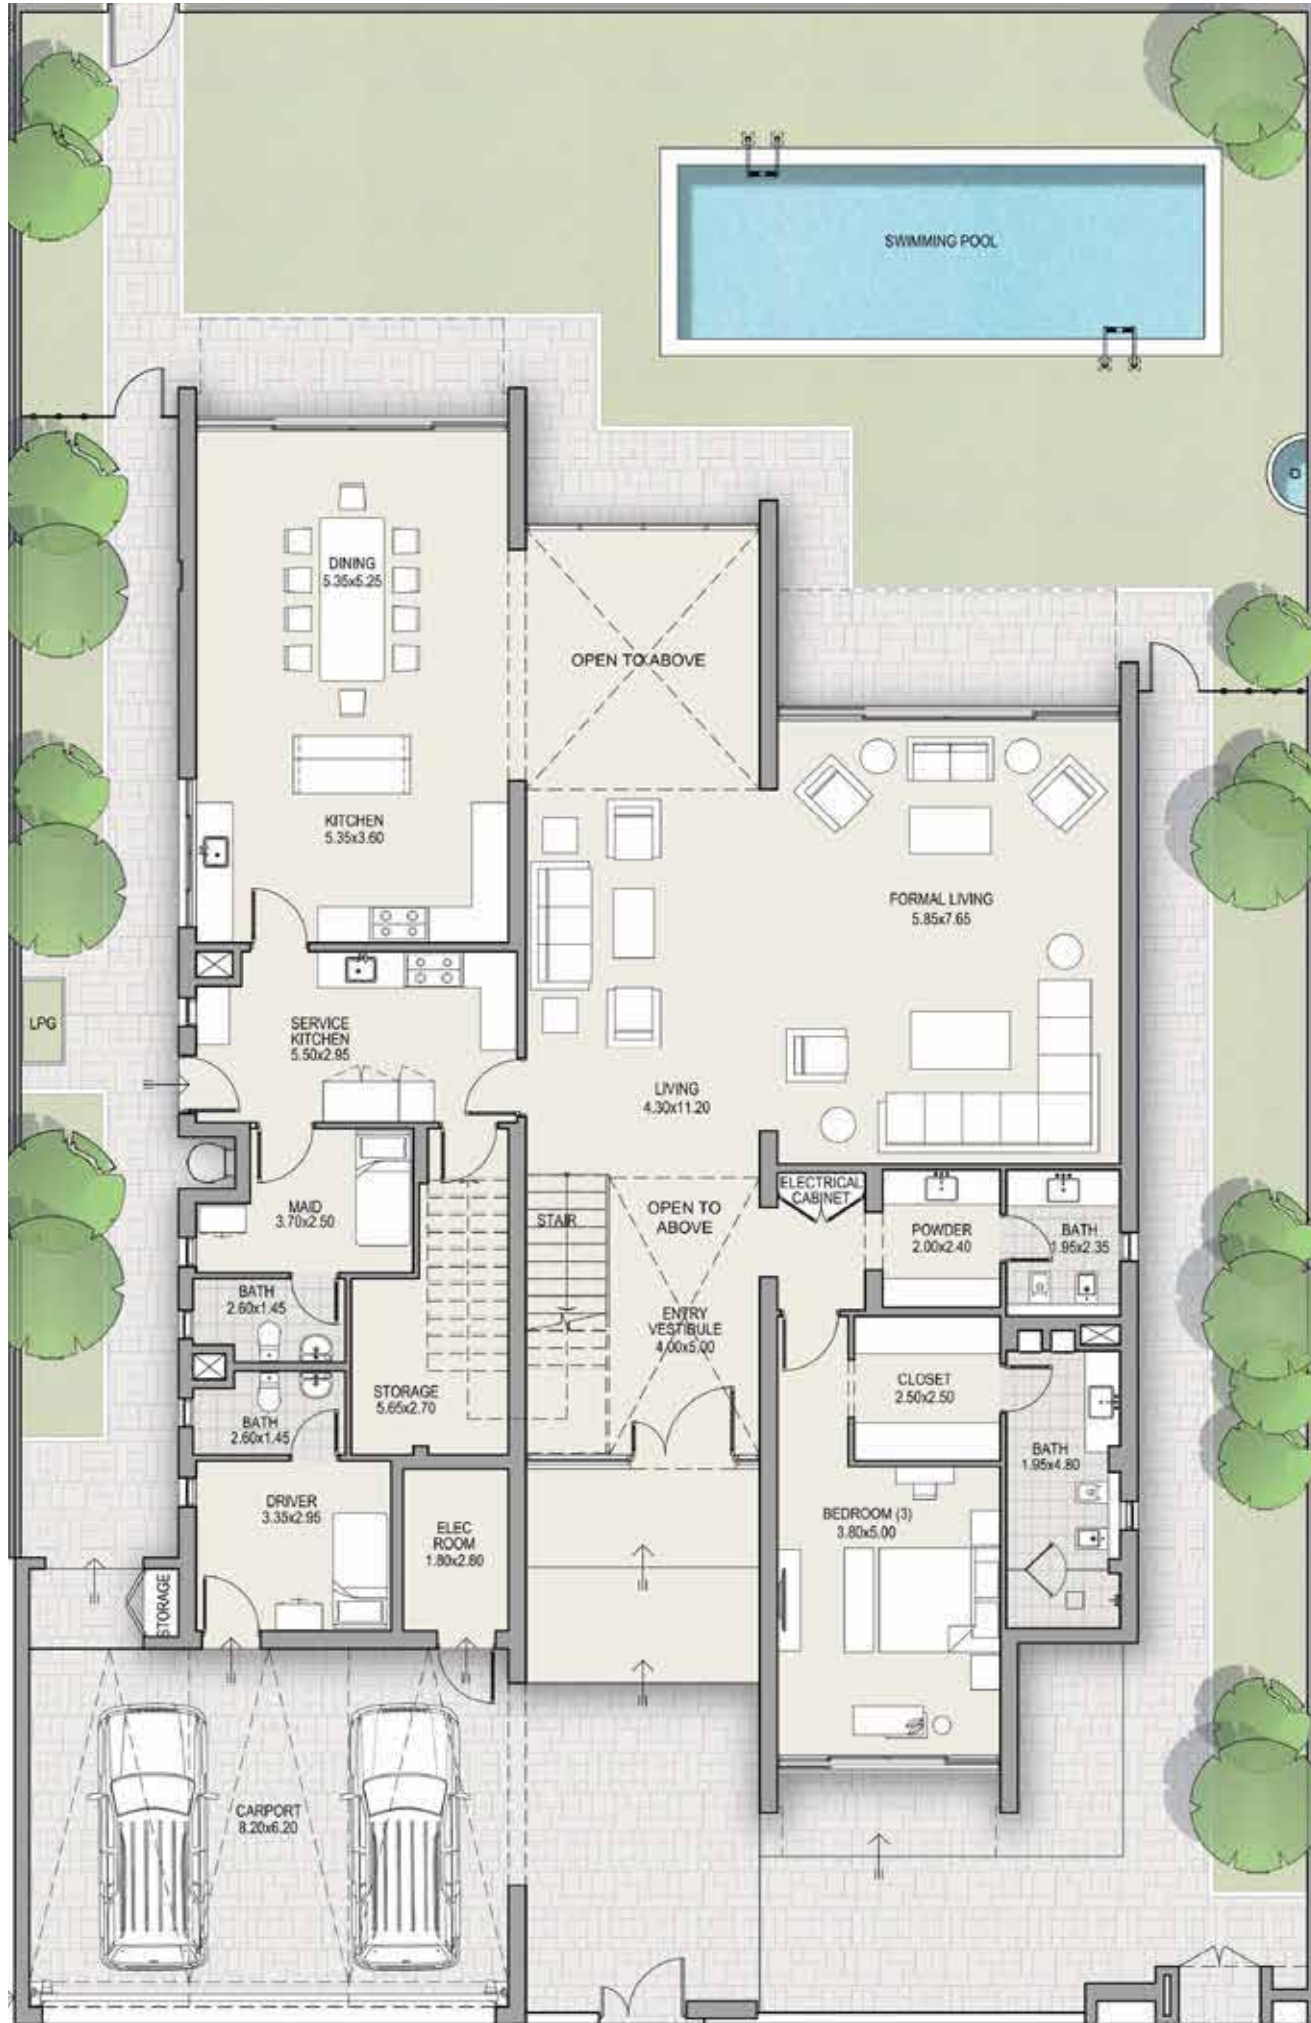 SWIMMING POOL
DINING
5.35x5.25
OPEN TO ABOVE
KITCHEN
5.35x3.60
FORMAL LIVING
5.85x7.65
LPG
SERVICE
KITCHEN
5.50x2.95
LIVING
4.30x11.20
ELECTRICAL
CABINET
MAID
3.70x2.50
STAIR
OPEN TO
ABOVE
POWDER
2.00x2.40
BATH
1.95x2.35
BATH
2.60x1.45
ENTRY
VESTIBULE
4.00x5.00
STORAGE
5.65x2.70
CLOSET
2.50x2.50
BATH
2.60x1.45
BATH
1.95x4.80
DRIVER
3.35x2.95
ELEC
ROOM
1.80x2.80
BEDROOM (3)
3.80x5.00
STORAGE
CARPORT
8.20x6.20